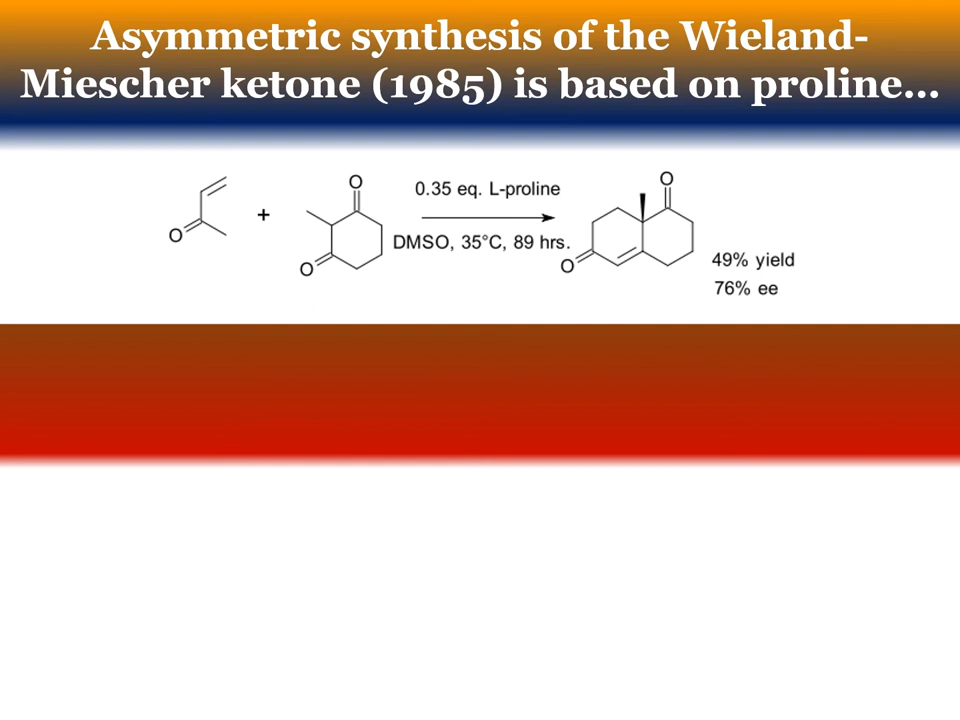 Asymmetric synthesis of the Wieland-
Miescher ketone (1985) is based on proline...
O
+
O
O
0.35 eq. L-proline
DMSO, 35°C, 89 hrs.
O
O
49% yield
76% ee